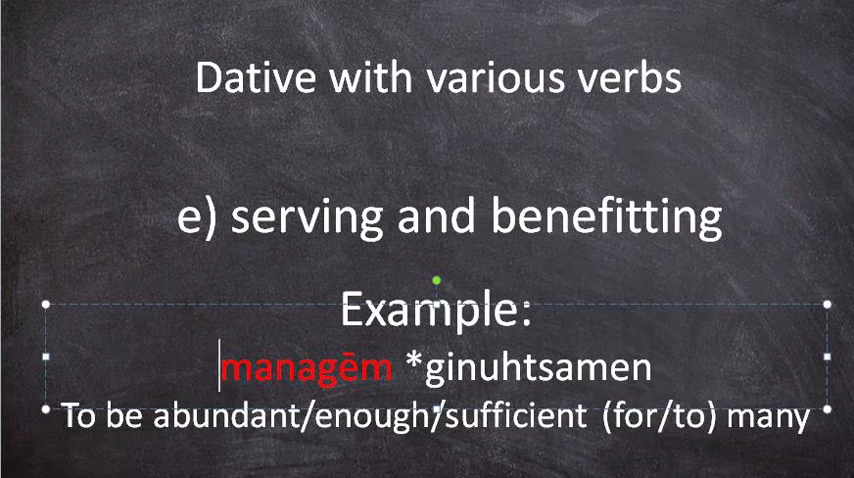 Dative with various verbs
e) serving and benefitting
Example:
managēm *ginuhtsamen
To be abundant/enough/sufficient (for/to) many